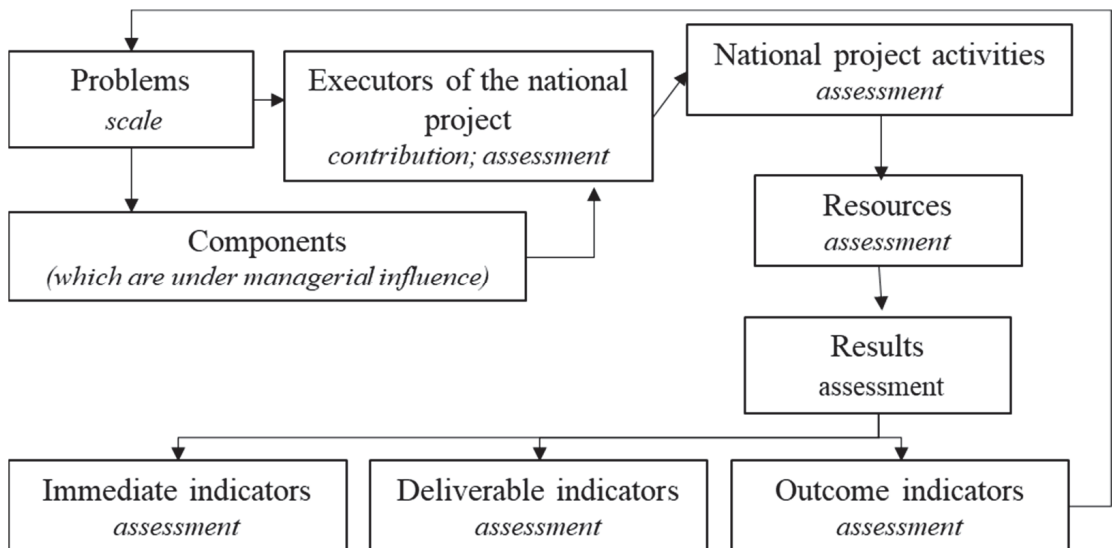 Problems
scale
Executors of the national
project
contribution; assessment
National project activities
assessment
Components
(which are under managerial influence)
Resources
assessment
Results
assessment
Immediate indicators
assessment
Deliverable indicators
assessment
Outcome indicators
assessment